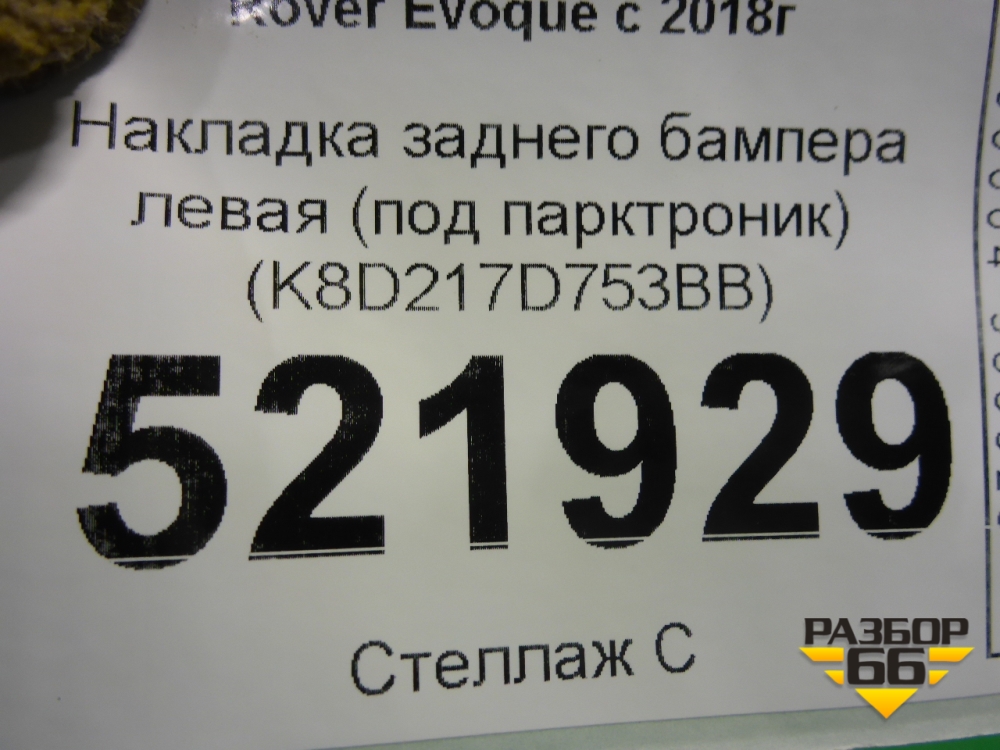 Rover Evoque с 2018г
Накладка заднего бампера
левая (под парктроник)
(K8D217D753BB)
521929
Стеллаж С
РАЗБОР
66